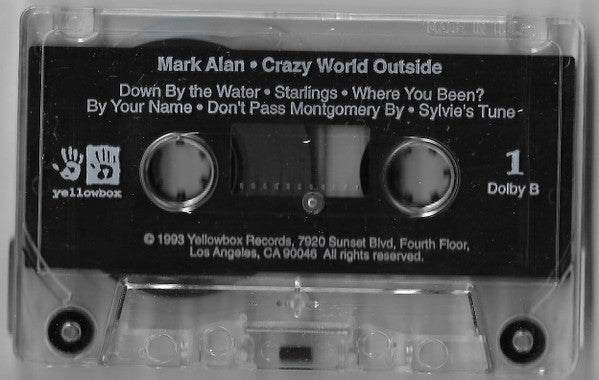 MADE IN U.S.A.
Mark Alan • Crazy World Outside
Down By the Water • Starlings • Where You Been?
By Your Name • Don't Pass Montgomery By • Sylvie's Tune
yellowbox
1
Dolby B
© 1993 Yellowbox Records, 7920 Sunset Blvd, Fourth Floor,
Los Angeles, CA 90046 All rights reserved.